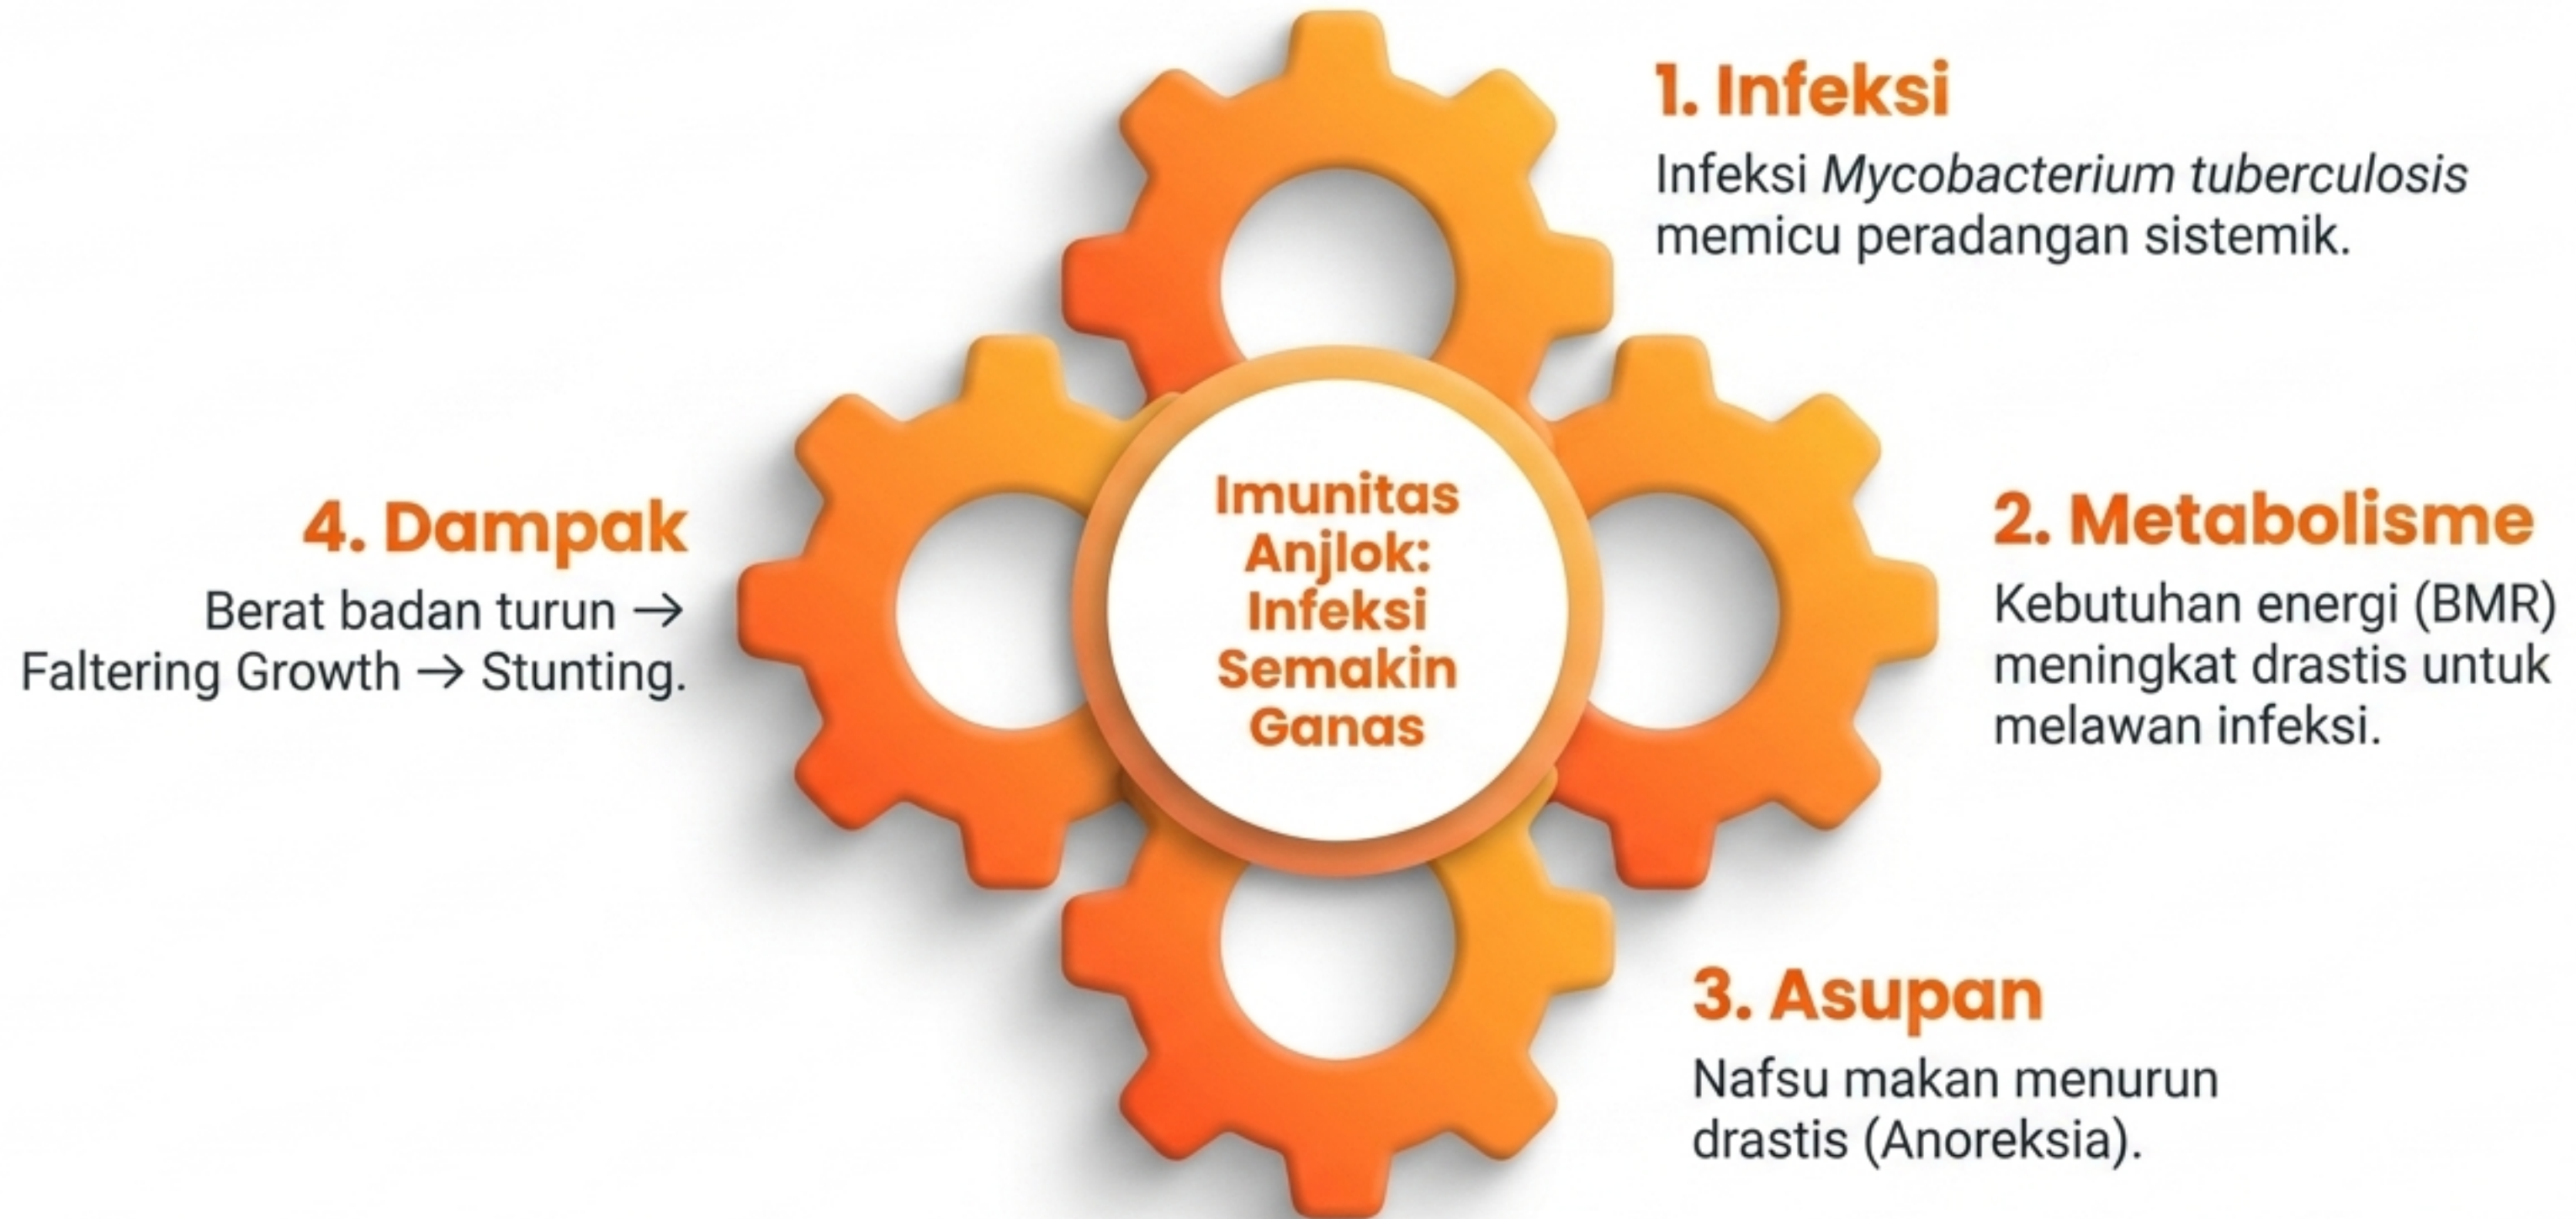 1. Infeksi
Infeksi Mycobacterium tuberculosis
memicu peradangan sistemik.
2. Metabolisme
Kebutuhan energi (BMR)
meningkat drastis untuk
melawan infeksi.
3. Asupan
Nafsu makan menurun
drastis (Anoreksia).
4. Dampak
Berat badan turun →
Faltering Growth → Stunting.
Imunitas
Anjlok:
Infeksi
Semakin
Ganas